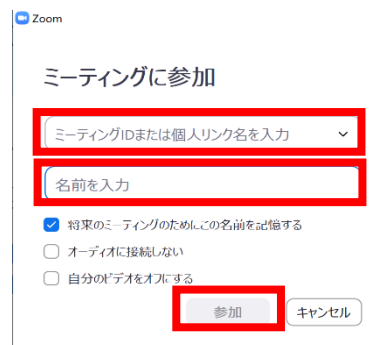 Zoom
ミーティングに参加
ミーティングIDまたは個人リンク名を入力
名前を入力
将来のミーティングのためにこの名前を記憶する
オーディオに接続しない
自分のビデオをオフにする
参加 キャンセル